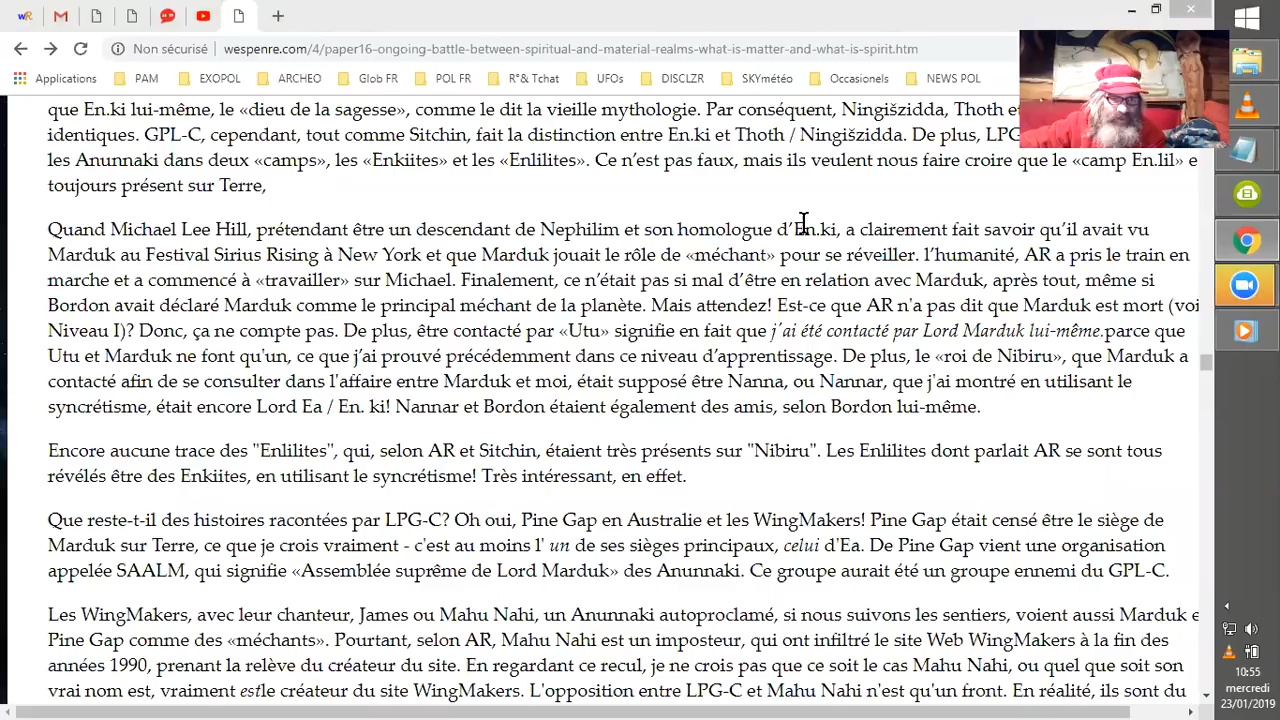 Non sécurisé
wespenre.com/4/paper16-ongoing-battle-between-spiritual-and-material-realms-what-is-matter-and-what-is-spirit.htm
Applications PAM EXOPOL ARCHEO Glob FR POL FR R°& Tchat UFOs DISCLZR SKYmétéo Occasionels NEWS POL
que En.ki lui-même, le «dieu de la sagesse», comme le dit la vieille mythologie. Par conséquent, Ningiszidda, Thoth et
identiques. GPL-C, cependant, tout comme Sitchin, fait la distinction entre En.ki et Thoth / Ningišzidda. De plus, LPG
les Anunnaki dans deux «camps», les «Enkiites» et les «Enlilites». Ce n’est pas faux, mais ils veulent nous faire croire que le «camp En.lil» e
toujours présent sur Terre,
Quand Michael Lee Hill, prétendant être un descendant de Nephilim et son homologue d’En.ki, a clairement fait savoir qu’il avait vu
Marduk au Festival Sirius Rising à New York et que Marduk jouait le rôle de «méchant» pour se réveiller. l’humanité, AR a pris le train en
marche et a commencé à «travailler» sur Michael. Finalement, ce n’était pas si mal d’être en relation avec Marduk, après tout, même si
Bordon avait déclaré Marduk comme le principal méchant de la planète. Mais attendez! Est-ce que AR n'a pas dit que Marduk est mort (voi
Niveau I)? Donc, ça ne compte pas. De plus, être contacté par «Utu» signifie en fait que j'ai été contacté par Lord Marduk lui-même.parce que
Utu et Marduk ne font qu'un, ce que j’ai prouvé précédemment dans ce niveau d’apprentissage. De plus, le «roi de Nibiru», que Marduk a
contacté afin de se consulter dans l'affaire entre Marduk et moi, était supposé être Nanna, ou Nannar, que j'ai montré en utilisant le
syncrétisme, était encore Lord Ea / En. ki! Nannar et Bordon étaient également des amis, selon Bordon lui-même.
Encore aucune trace des "Enlilites", qui, selon AR et Sitchin, étaient très présents sur "Nibiru". Les Enlilites dont parlait AR se sont tous
révélés être des Enkiites, en utilisant le syncrétisme! Très intéressant, en effet.
Que reste-t-il des histoires racontées par LPG-C? Oh oui, Pine Gap en Australie et les WingMakers! Pine Gap était censé être le siège de
Marduk sur Terre, ce que je crois vraiment - c'est au moins l' un de ses sièges principaux, celui d'Ea. De Pine Gap vient une organisation
appelée SAALM, qui signifie «Assemblée suprême de Lord Marduk» des Anunnaki. Ce groupe aurait été un groupe ennemi du GPL-C.
Les WingMakers, avec leur chanteur, James ou Mahu Nahi, un Anunnaki autoproclamé, si nous suivons les sentiers, voient aussi Marduk e
Pine Gap comme des «méchants». Pourtant, selon AR, Mahu Nahi est un imposteur, qui ont infiltré le site Web WingMakers à la fin des
années 1990, prenant la relève du créateur du site. En regardant ce recul, je ne crois pas que ce soit le cas Mahu Nahi, ou quel que soit son
vrai nom est, vraiment estle créateur du site WingMakers. L'opposition entre LPG-C et Mahu Nahi n'est qu'un front. En réalité, ils sont du
10:55
mercredi
23/01/2019